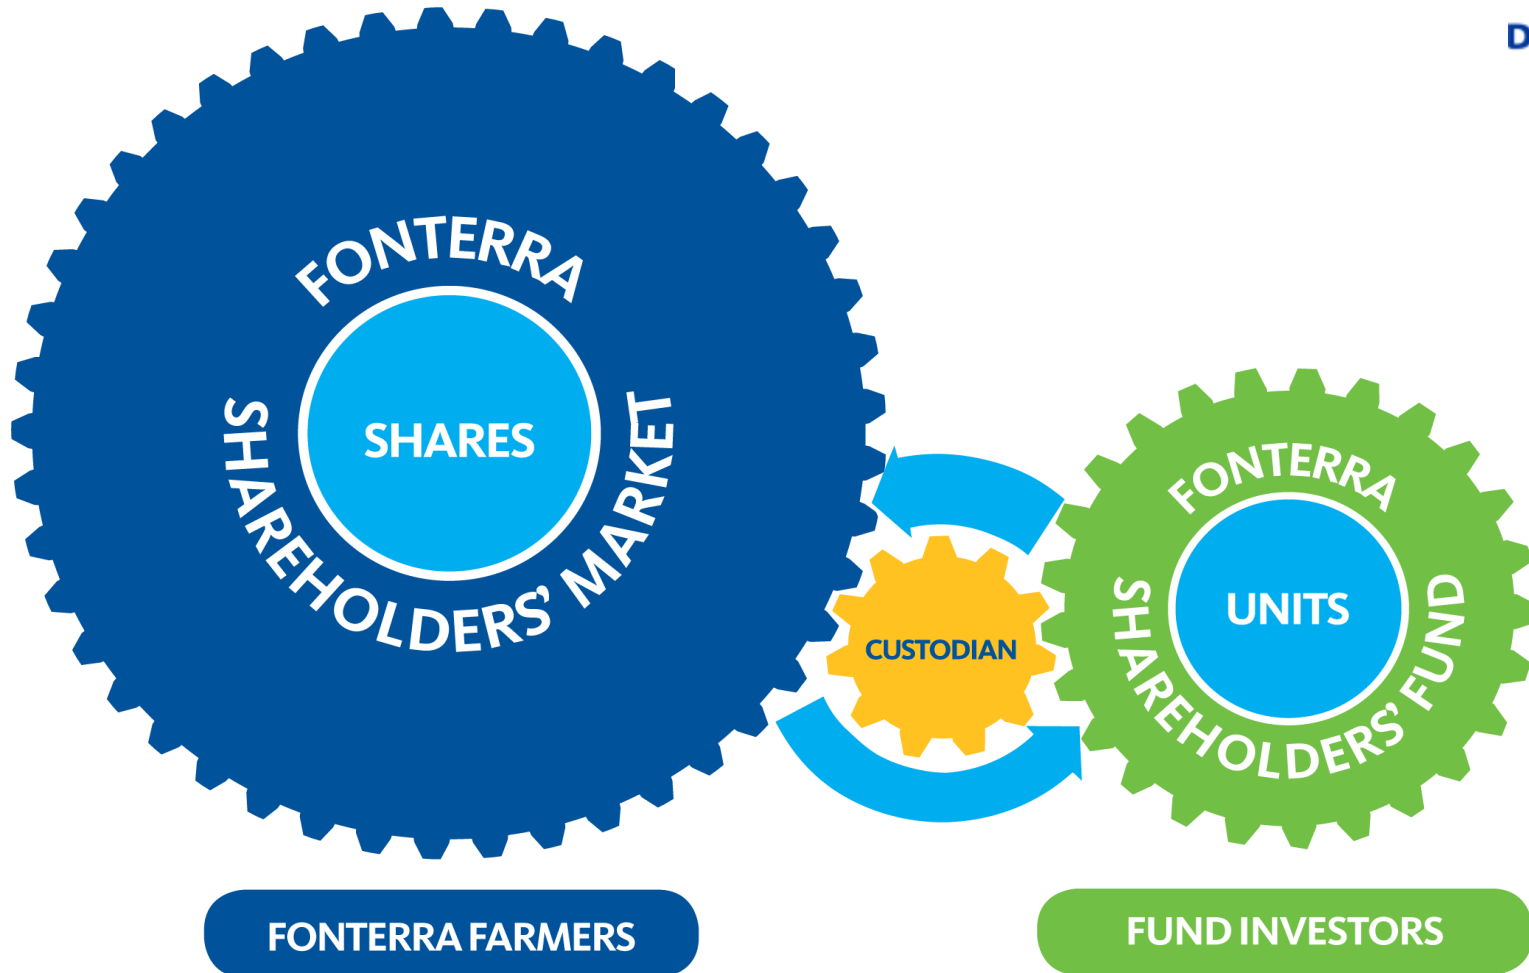 D
FONTERRA
SHAREHOLDERS’ MARKET
SHARES
CUSTODIAN
FONTERRA
SHAREHOLDERS’ FUND
UNITS
FONTERRA FARMERS
FUND INVESTORS